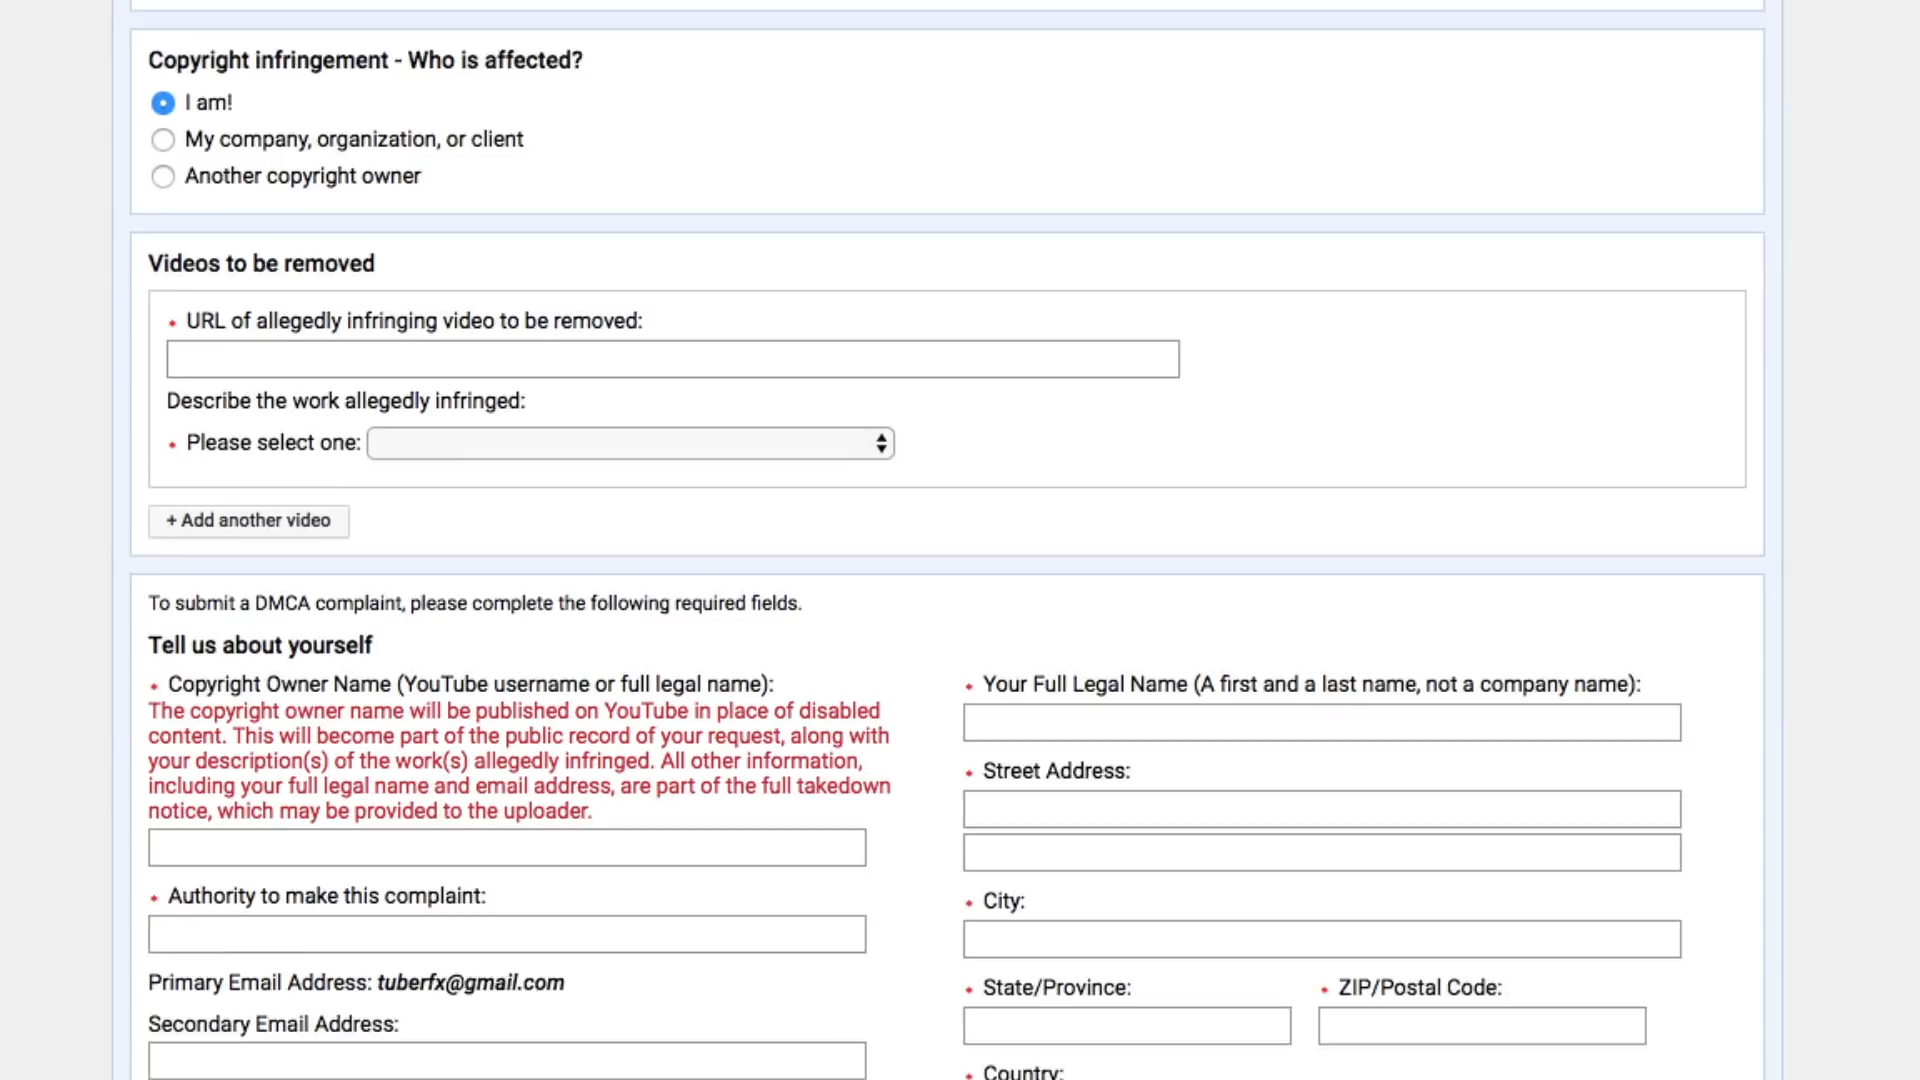 Copyright infringement - Who is affected?
I am!
My company, organization, or client
Another copyright owner
Videos to be removed
• URL of allegedly infringing video to be removed:
Describe the work allegedly infringed:
• Please select one:
+ Add another video
To submit a DMCA complaint, please complete the following required fields.
Tell us about yourself
• Copyright Owner Name (YouTube username or full legal name):
The copyright owner name will be published on YouTube in place of disabled
content. This will become part of the public record of your request, along with
your description(s) of the work(s) allegedly infringed. All other information,
including your full legal name and email address, are part of the full takedown
notice, which may be provided to the uploader.
• Authority to make this complaint:
Primary Email Address: tuberfx@gmail.com
Secondary Email Address:
• Your Full Legal Name (A first and a last name, not a company name):
• Street Address:
• City:
• State/Province:
• ZIP/Postal Code:
• Country: